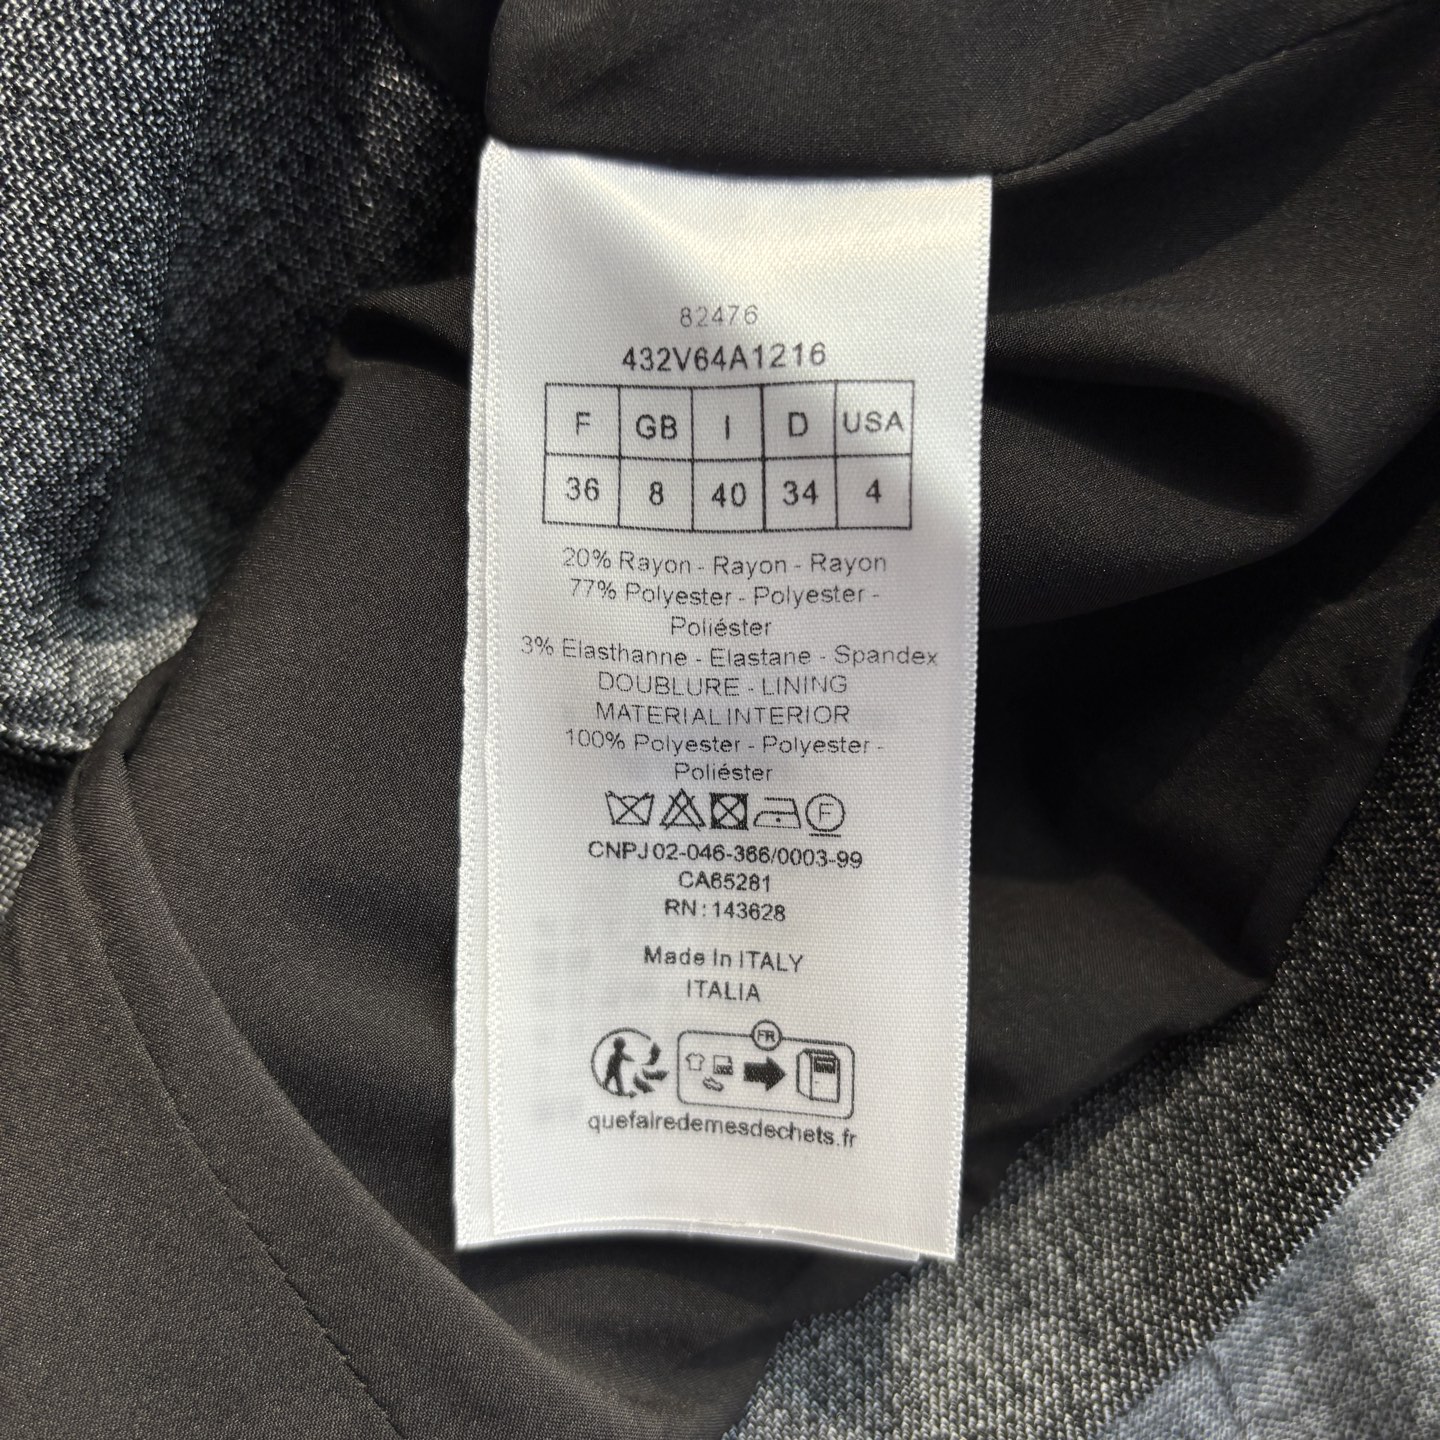 82476
432V64A1216
F GB I D USA
36 8 40 34 4
20% Rayon - Rayon - Rayon
77% Polyester - Polyester -
Poliéster
3% Elasthanne - Elastane - Spandex
DOUBLURE - LINING
MATERIAL INTERIOR
100% Polyester - Polyester -
Poliéster
F
CNPJ 02-046-366/0003-99
CA65281
RN : 143628
Made In ITALY
ITALIA
FR
quefairedemesdechets.fr